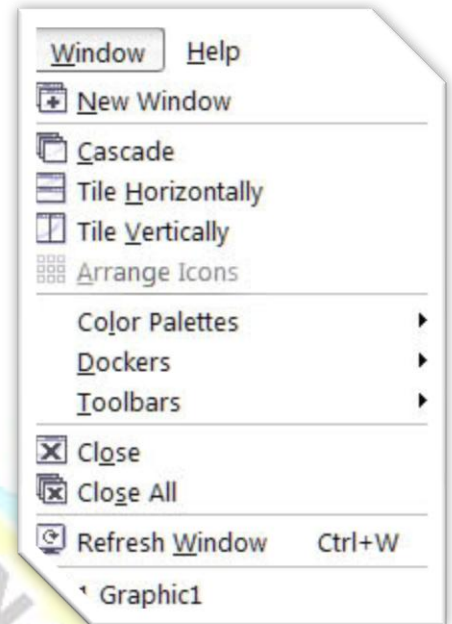 Window Help
New Window
Cascade
Tile Horizontally
Tile Vertically
Arrange Icons
Color Palettes
Dockers
Toolbars
Close
Close All
Refresh Window Ctrl+W
1 Graphic1